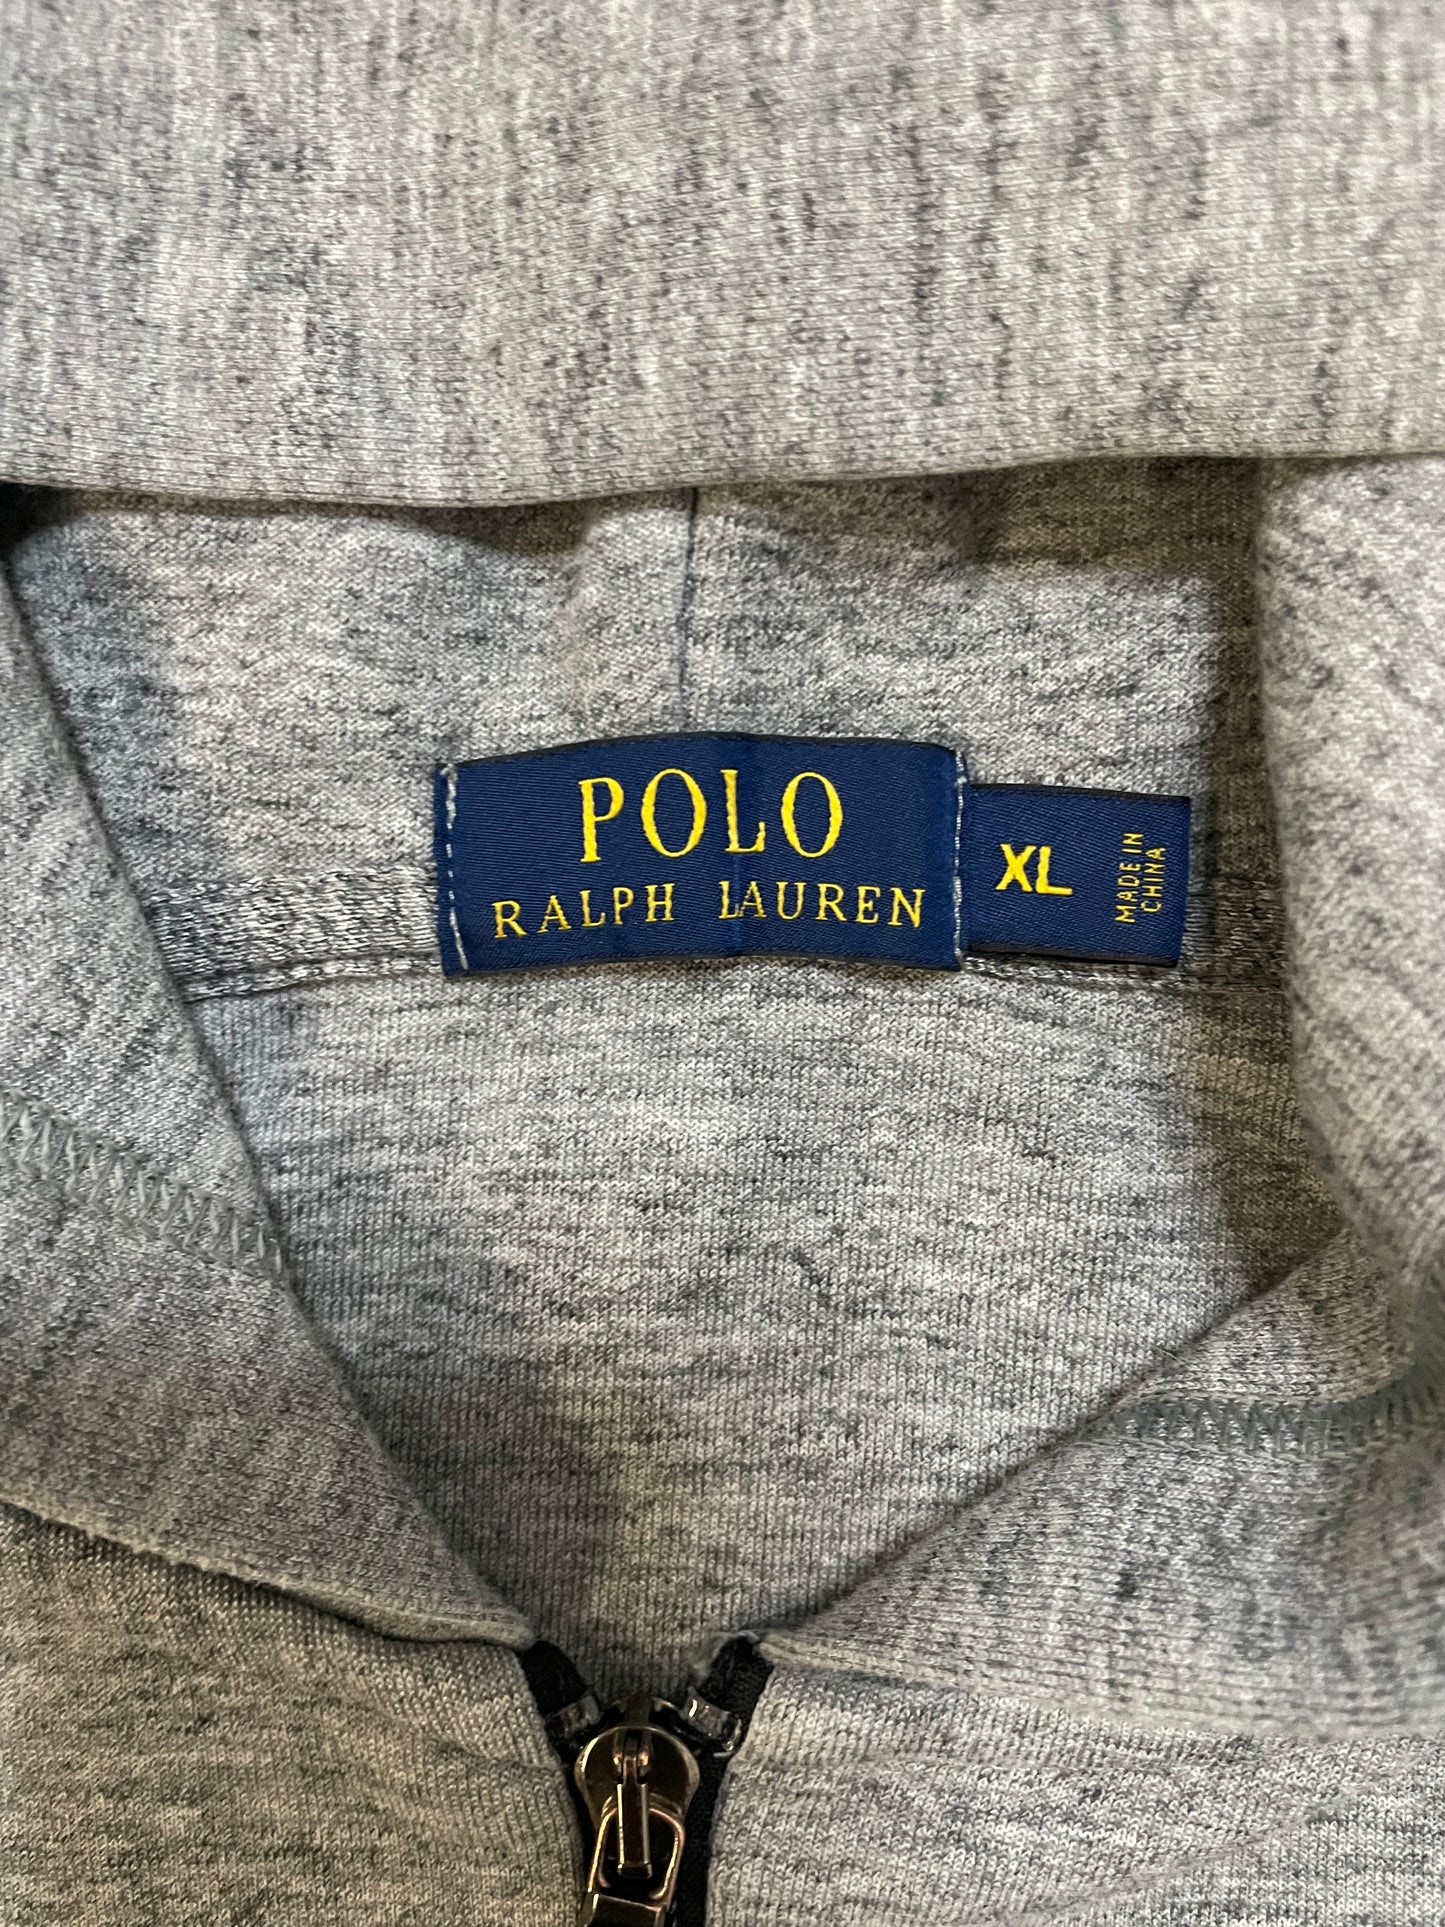 POLO
RALPH LAUREN
XL
MADE IN
CHINA